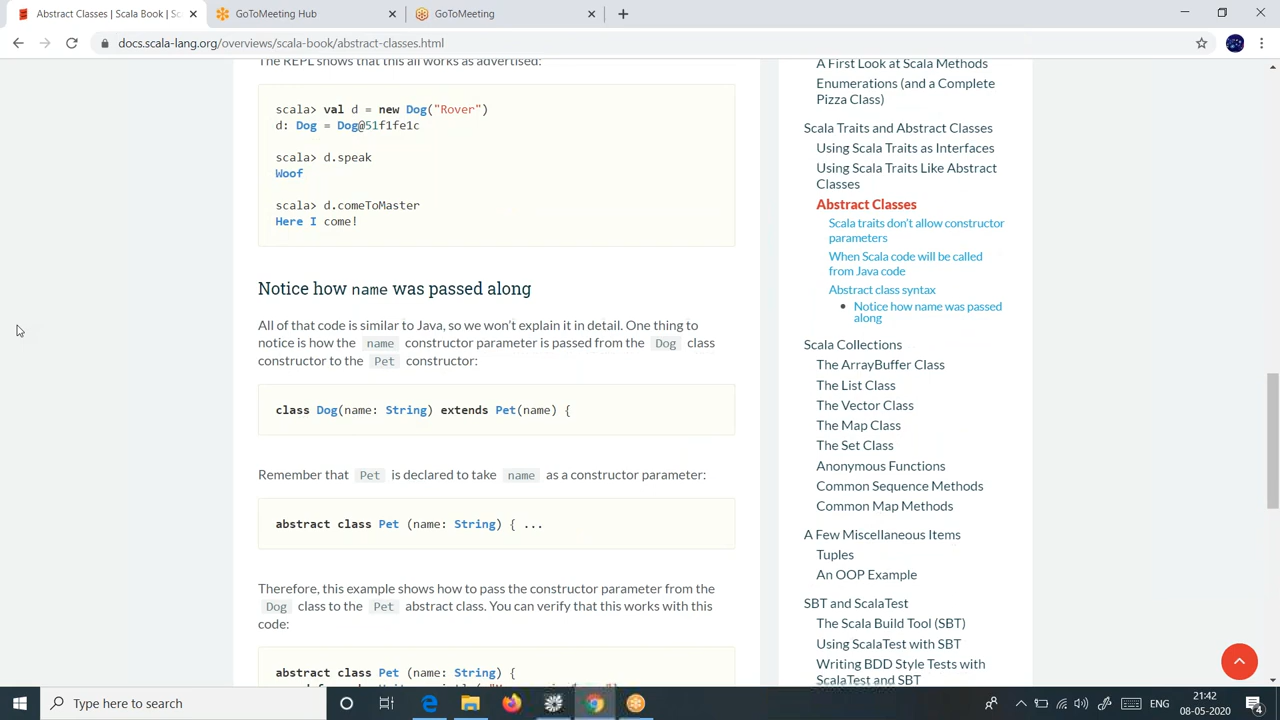 Abstract Classes | Scala Book | Sc
GoToMeeting Hub
GoToMeeting
docs.scala-lang.org/overviews/scala-book/abstract-classes.html
The REPL shows that this all works as advertised:
scala> val d = new Dog("Rover")
d: Dog = Dog@51f1fe1c
scala> d.speak
Woof
scala> d.comeToMaster
Here I come!
Notice how name was passed along
All of that code is similar to Java, so we won't explain it in detail. One thing to
notice is how the name constructor parameter is passed from the Dog class
constructor to the Pet constructor:
class Dog(name: String) extends Pet(name) {
Remember that Pet is declared to take name as a constructor parameter:
abstract class Pet (name: String) { ...
Therefore, this example shows how to pass the constructor parameter from the
Dog class to the Pet abstract class. You can verify that this works with this
code:
abstract class Pet (name: String) {
A First Look at Scala Methods
Enumerations (and a Complete
Pizza Class)
Scala Traits and Abstract Classes
Using Scala Traits as Interfaces
Using Scala Traits Like Abstract
Classes
Abstract Classes
Scala traits don't allow constructor
parameters
When Scala code will be called
from Java code
Abstract class syntax
Notice how name was passed
along
Scala Collections
The ArrayBuffer Class
The List Class
The Vector Class
The Map Class
The Set Class
Anonymous Functions
Common Sequence Methods
Common Map Methods
A Few Miscellaneous Items
Tuples
An OOP Example
SBT and ScalaTest
The Scala Build Tool (SBT)
Using ScalaTest with SBT
Writing BDD Style Tests with
ScalaTest and SBT
Type here to search
ENG
21:42
08-05-2020
4